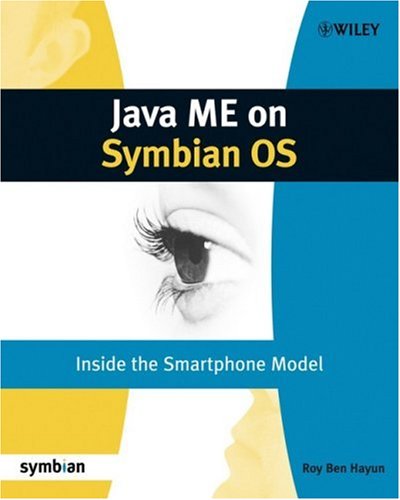 WILEY
Java ME on
Symbian OS
Inside the Smartphone Model
symbian
Roy Ben Hayun